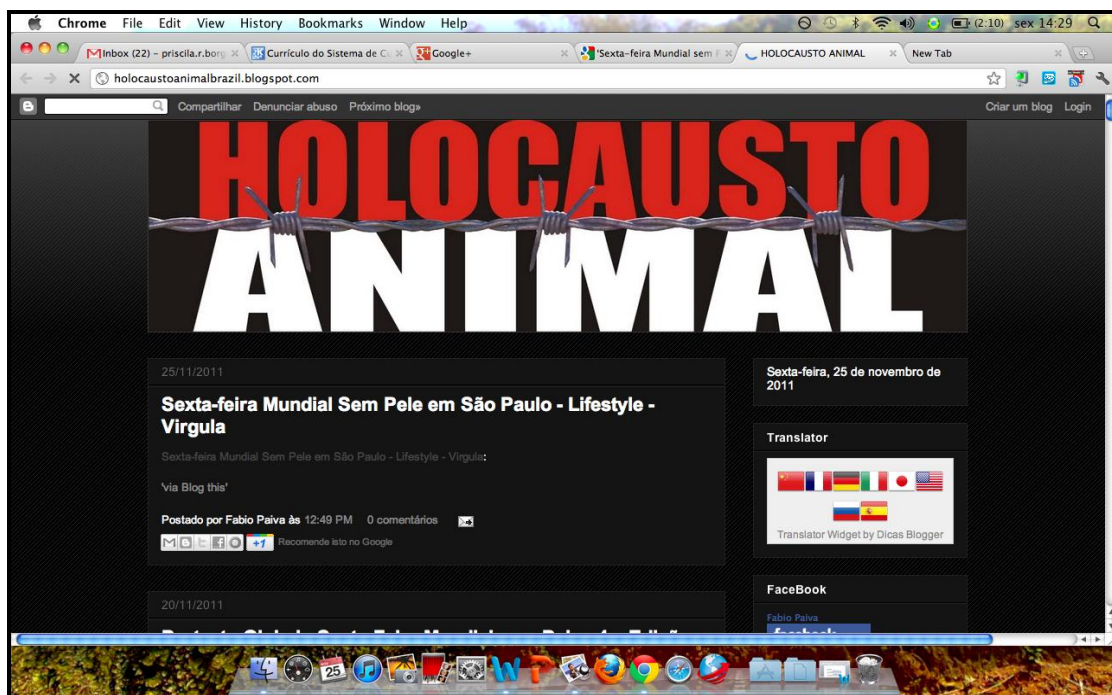 Chrome File Edit View History Bookmarks Window Help (2:10) sex 14:29
Inbox (22) – priscila.r.borg Currículo do Sistema de Cu Google+ 'Sexta-feira Mundial sem P HOLOCAUSTO ANIMAL New Tab
holocaustoanimalbrazil.blogspot.com
Compartilhar Denunciar abuso Próximo blog» Criar um blog Login
HOLOCAUSTO
ANIMAL
25/11/2011
Sexta-feira Mundial Sem Pele em São Paulo - Lifestyle -
Virgula
Sexta-feira Mundial Sem Pele em São Paulo - Lifestyle - Virgula:
'via Blog this'
Postado por Fabio Paiva às 12:49 PM 0 comentários
+1 Recomende isto no Google
20/11/2011
Sexta-feira, 25 de novembro de
2011
Translator
Translator Widget by Dicas Blogger
FaceBook
Fabio Paiva
facebook
25